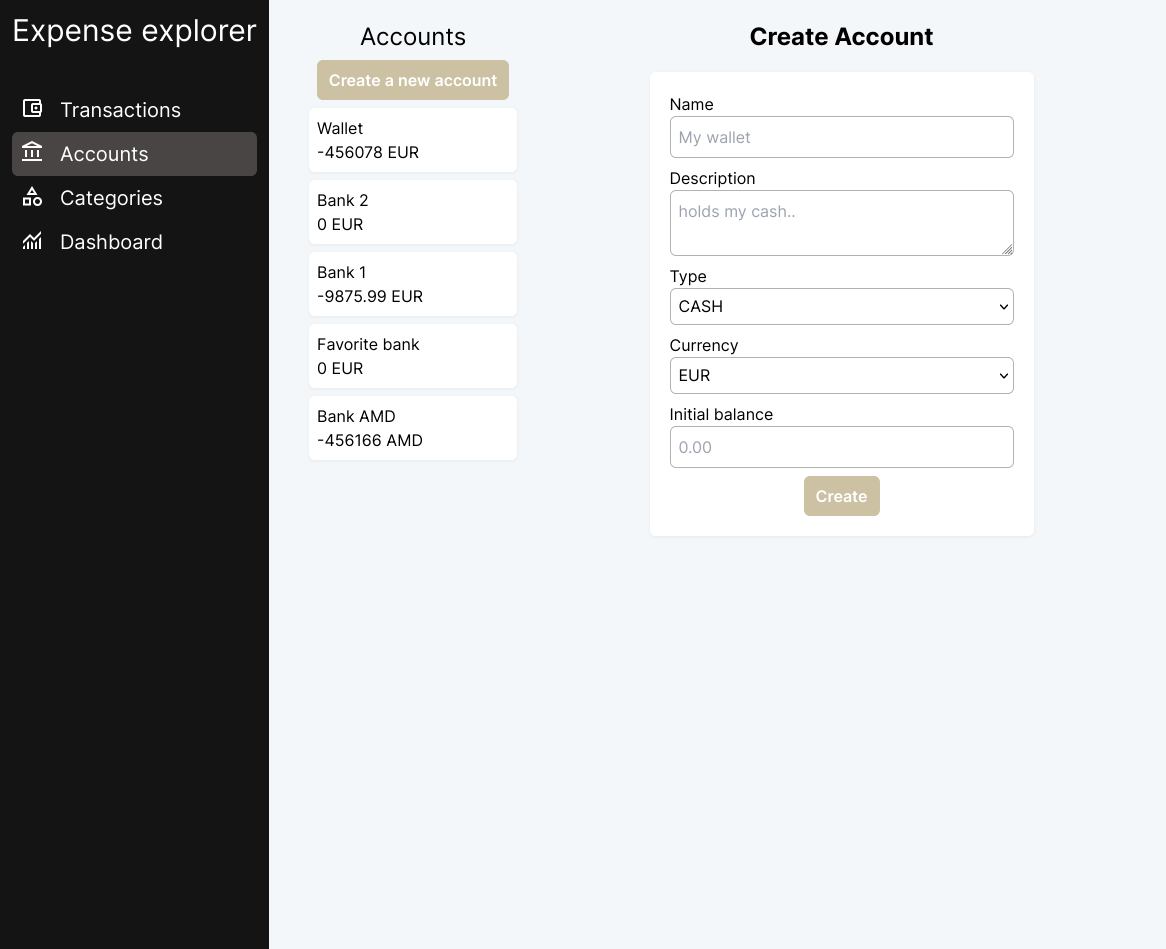 Expense explorer
Transactions
Accounts
Categories
Dashboard
Accounts
Create a new account
Wallet
-456078 EUR
Bank 2
0 EUR
Bank 1
-9875.99 EUR
Favorite bank
0 EUR
Bank AMD
-456166 AMD
Create Account
Name
My wallet
Description
holds my cash..
Type
CASH
Currency
EUR
Initial balance
0.00
Create